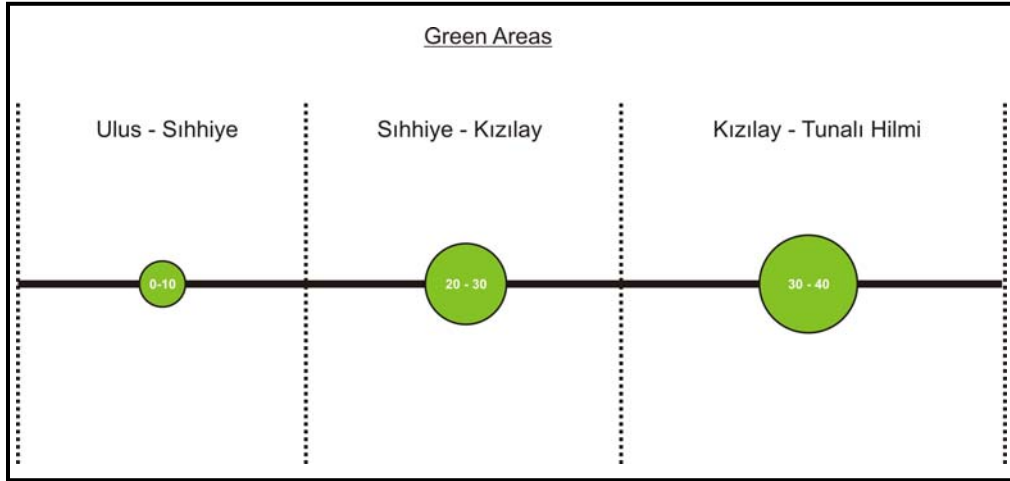 Green Areas
Ulus - Sıhhiye
Sıhhiye - Kızılay
Kızılay - Tunalı Hilmi
0-10
20 - 30
30 - 40